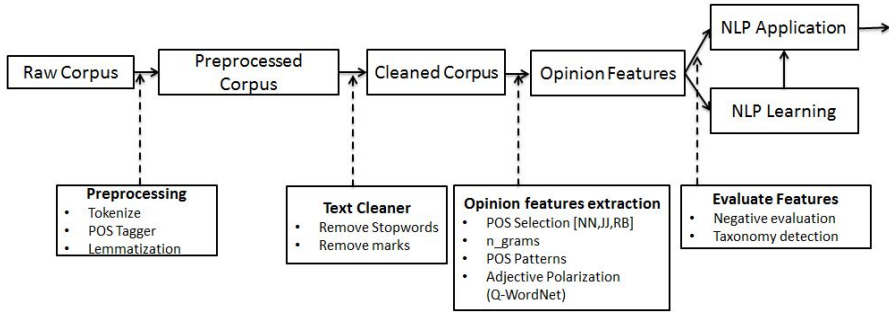 NLP Application
Raw Corpus
Preprocessed
Corpus
Cleaned Corpus
Opinion Features
NLP Learning
Preprocessing
• Tokenize
• POS Tagger
• Lemmatization
Text Cleaner
• Remove Stopwords
• Remove marks
Opinion features extraction
• POS Selection [NN,JJ,RB]
• n_grams
• POS Patterns
• Adjective Polarization
(Q-WordNet)
Evaluate Features
• Negative evaluation
• Taxonomy detection